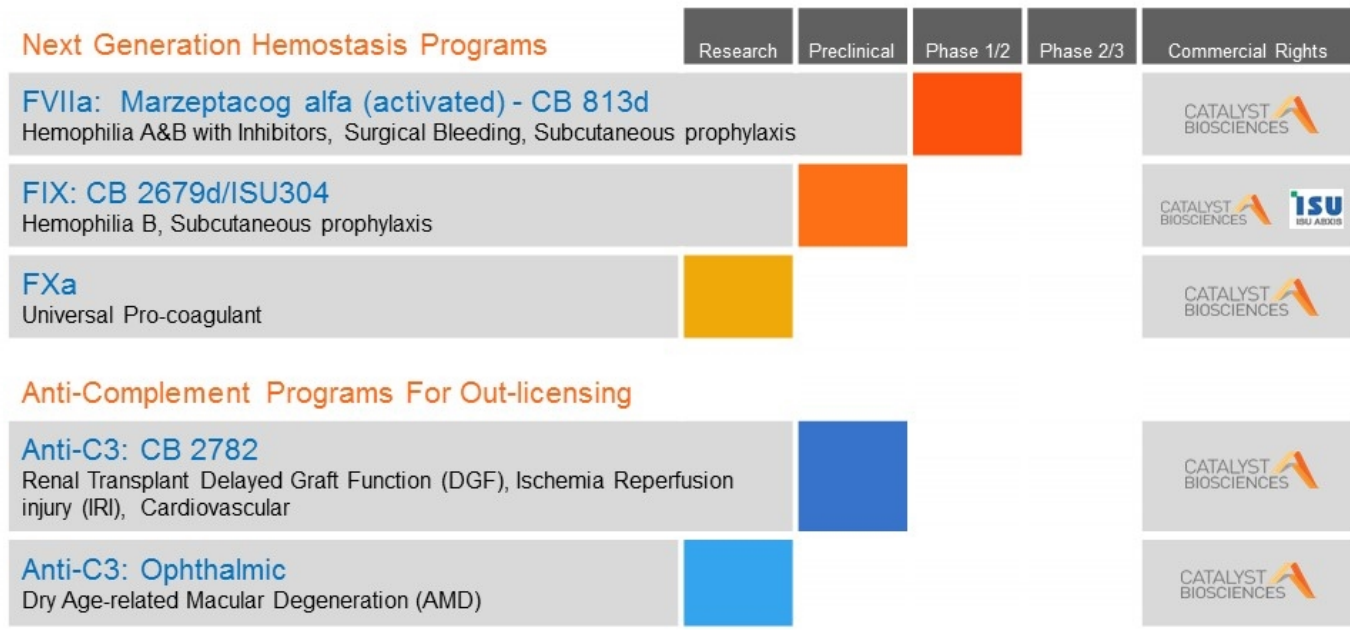 Next Generation Hemostasis Programs
Research
Preclinical
Phase 1/2
Phase 2/3
Commercial Rights
FVIIa: Marzeptacog alfa (activated) - CB 813d
Hemophilia A&B with Inhibitors, Surgical Bleeding, Subcutaneous prophylaxis
CATALYST
BIOSCIENCES
FIX: CB 2679d/ISU304
Hemophilia B, Subcutaneous prophylaxis
CATALYST
BIOSCIENCES
ISU
ISU ABXIS
FXa
Universal Pro-coagulant
CATALYST
BIOSCIENCES
Anti-Complement Programs For Out-licensing
Anti-C3: CB 2782
Renal Transplant Delayed Graft Function (DGF), Ischemia Reperfusion
injury (IRI), Cardiovascular
CATALYST
BIOSCIENCES
Anti-C3: Ophthalmic
Dry Age-related Macular Degeneration (AMD)
CATALYST
BIOSCIENCES